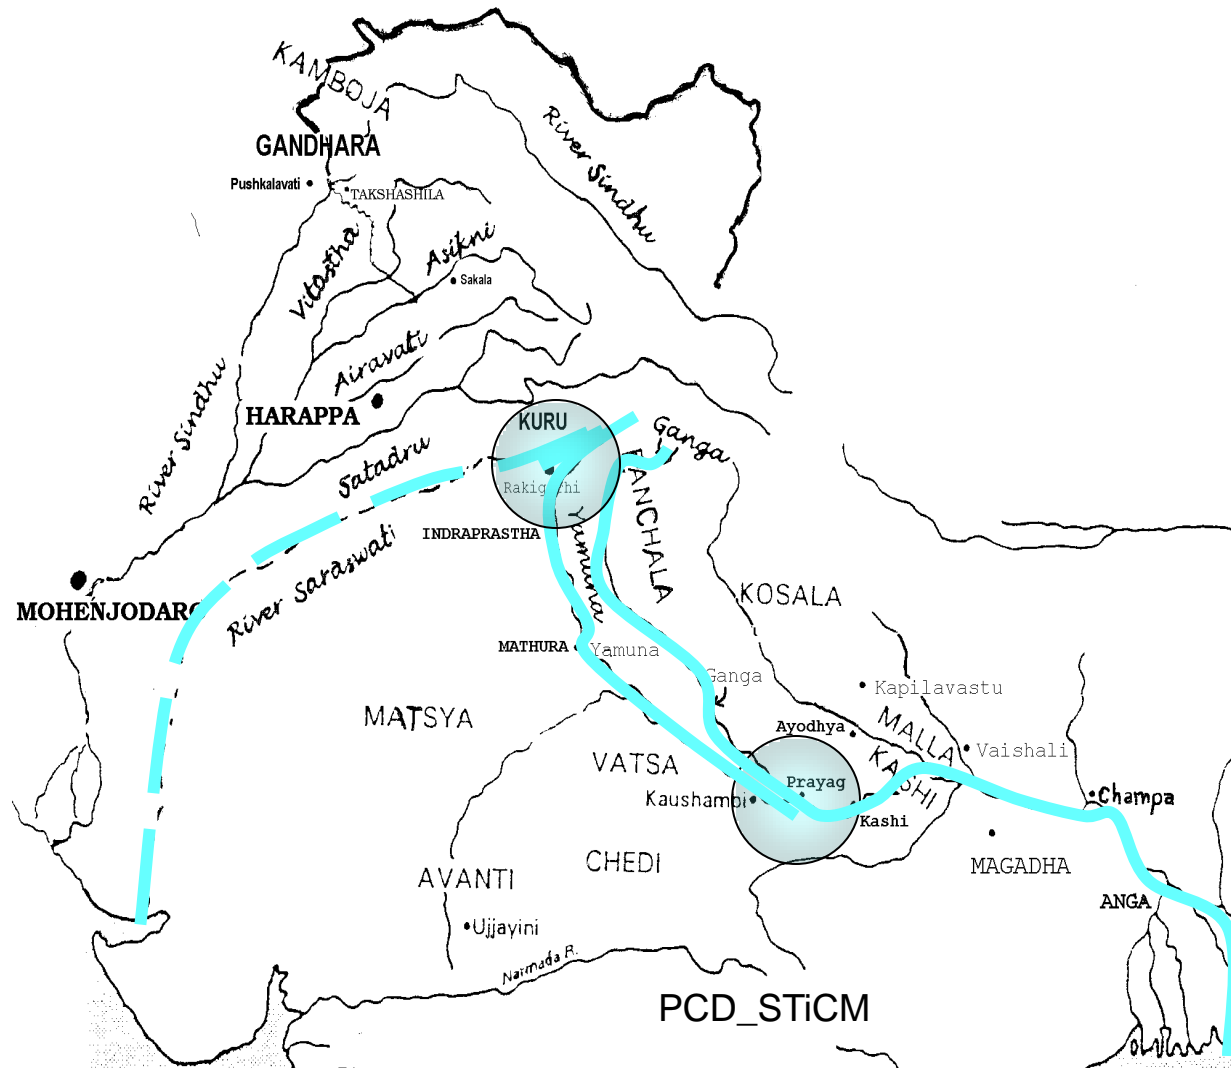 KAMBOJA
River Sindhu
GANDHARA
Pushkalavati
TAKSHASHILA
Vitastha
Asikni
Sakala
Airavati
River Sindhu
HARAPPA
KURU
Ganga
Satadru
Rakigarhi
PANCHALA
INDRAPRASTHA
Yamuna
River Saraswati
MOHENJODARO
KOSALA
MATHURA
Yamuna
Ganga
Kapilavastu
MATSYA
Ayodhya
MALLA
Vaishali
VATSA
KASHI
Prayag
Kaushambi
Kashi
Champa
CHEDI
MAGADHA
AVANTI
ANGA
Ujjayini
Narmada R.
PCD_STiCM